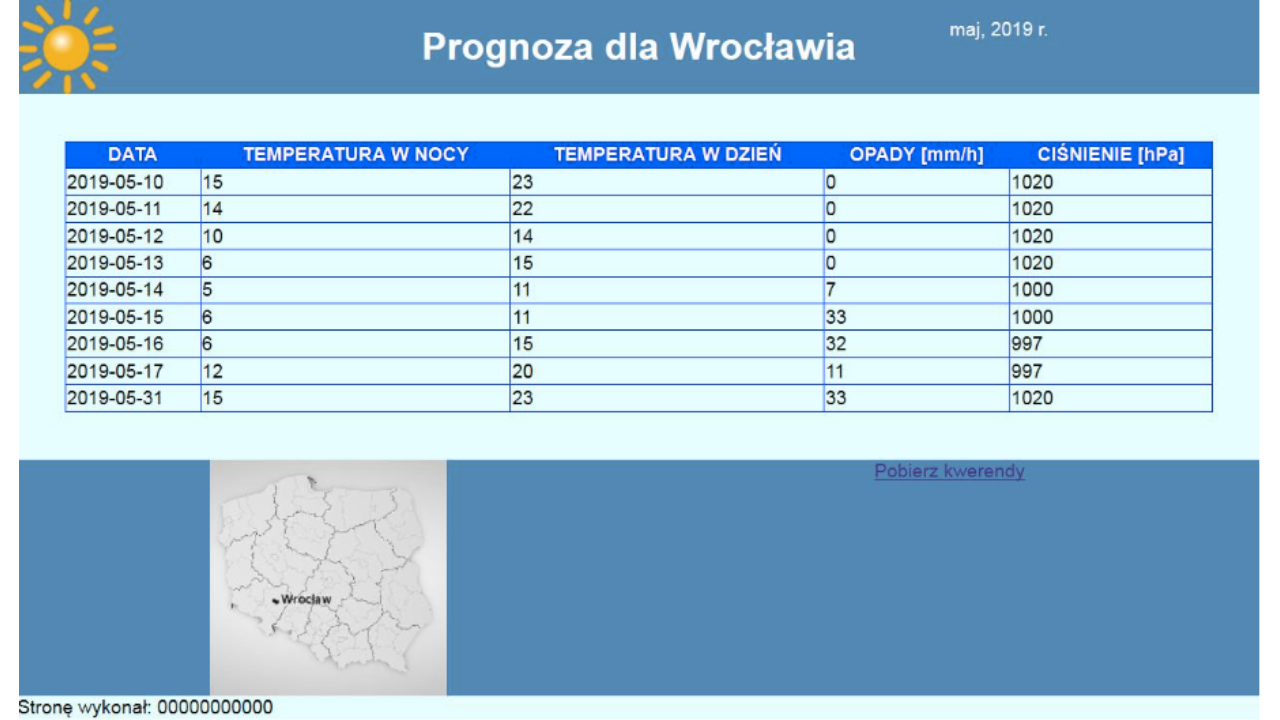 Prognoza dla Wrocławia
maj, 2019 r.
DATA TEMPERATURA W NOCY TEMPERATURA W DZIEŃ OPADY [mm/h] CIŚNIENIE [hPa]
2019-05-10 15 23 0 1020
2019-05-11 14 22 0 1020
2019-05-12 10 14 0 1020
2019-05-13 6 15 0 1020
2019-05-14 5 11 7 1000
2019-05-15 6 11 33 1000
2019-05-16 6 15 32 997
2019-05-17 12 20 11 997
2019-05-31 15 23 33 1020
Wrocław
Pobierz kwerendy
Stronę wykonał: 00000000000